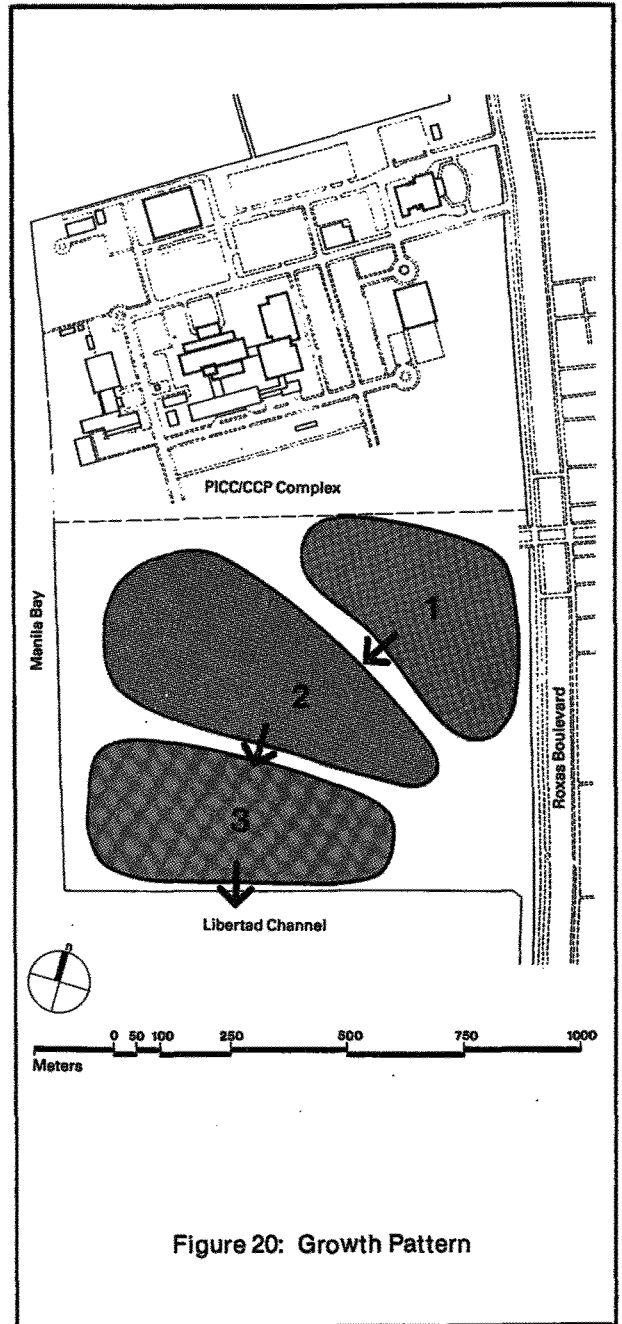 PICC/CCP Complex
Manila Bay
1
2
Roxas Boulevard
3
Libertad Channel
n
0 50 100 250 500 750 1000
Meters
Figure 20: Growth Pattern